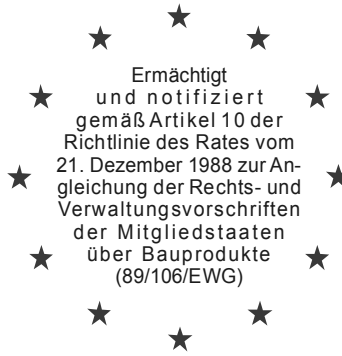 Ermächtigt
und notifiziert
gemäß Artikel 10 der
Richtlinie des Rates vom
21. Dezember 1988 zur An-
gleichung der Rechts- und
Verwaltungsvorschriften
der Mitgliedstaaten
über Bauprodukte
(89/106/EWG)